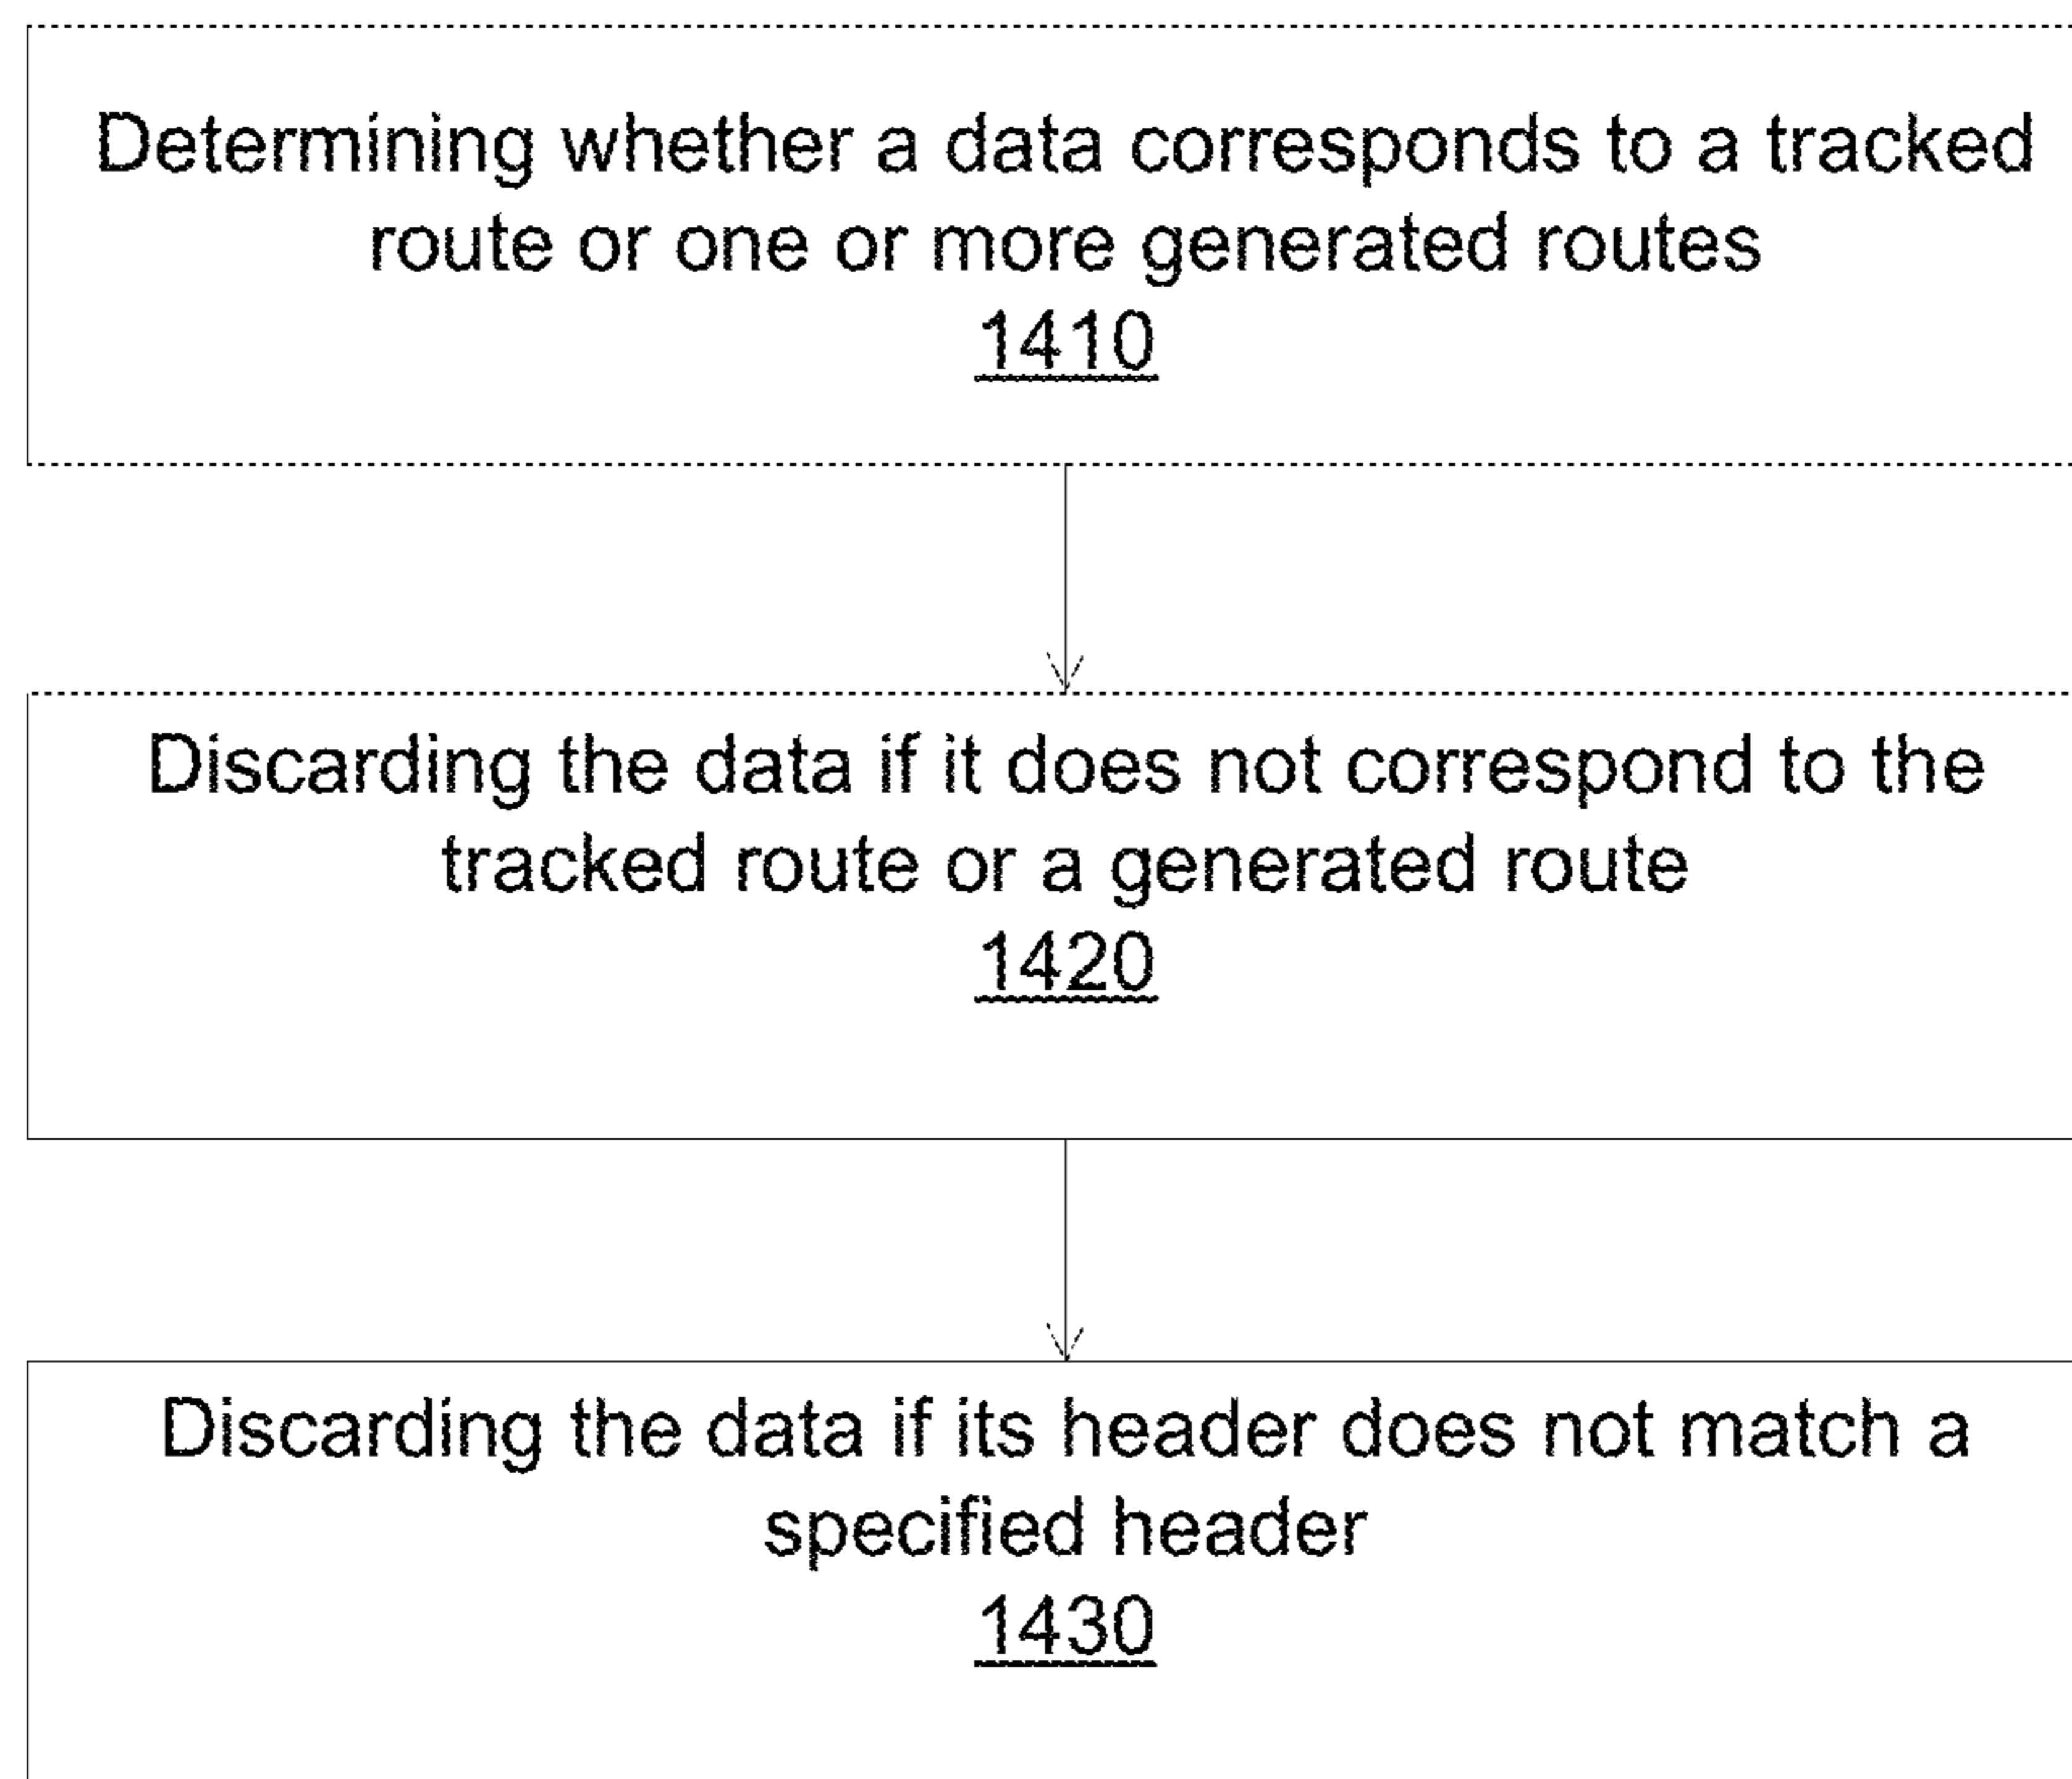 Determining whether a data corresponds to a tracked
route or one or more generated routes
1410
Discarding the data if it does not correspond to the
tracked route or a generated route
1420
Discarding the data if its header does not match a
specified header
1430